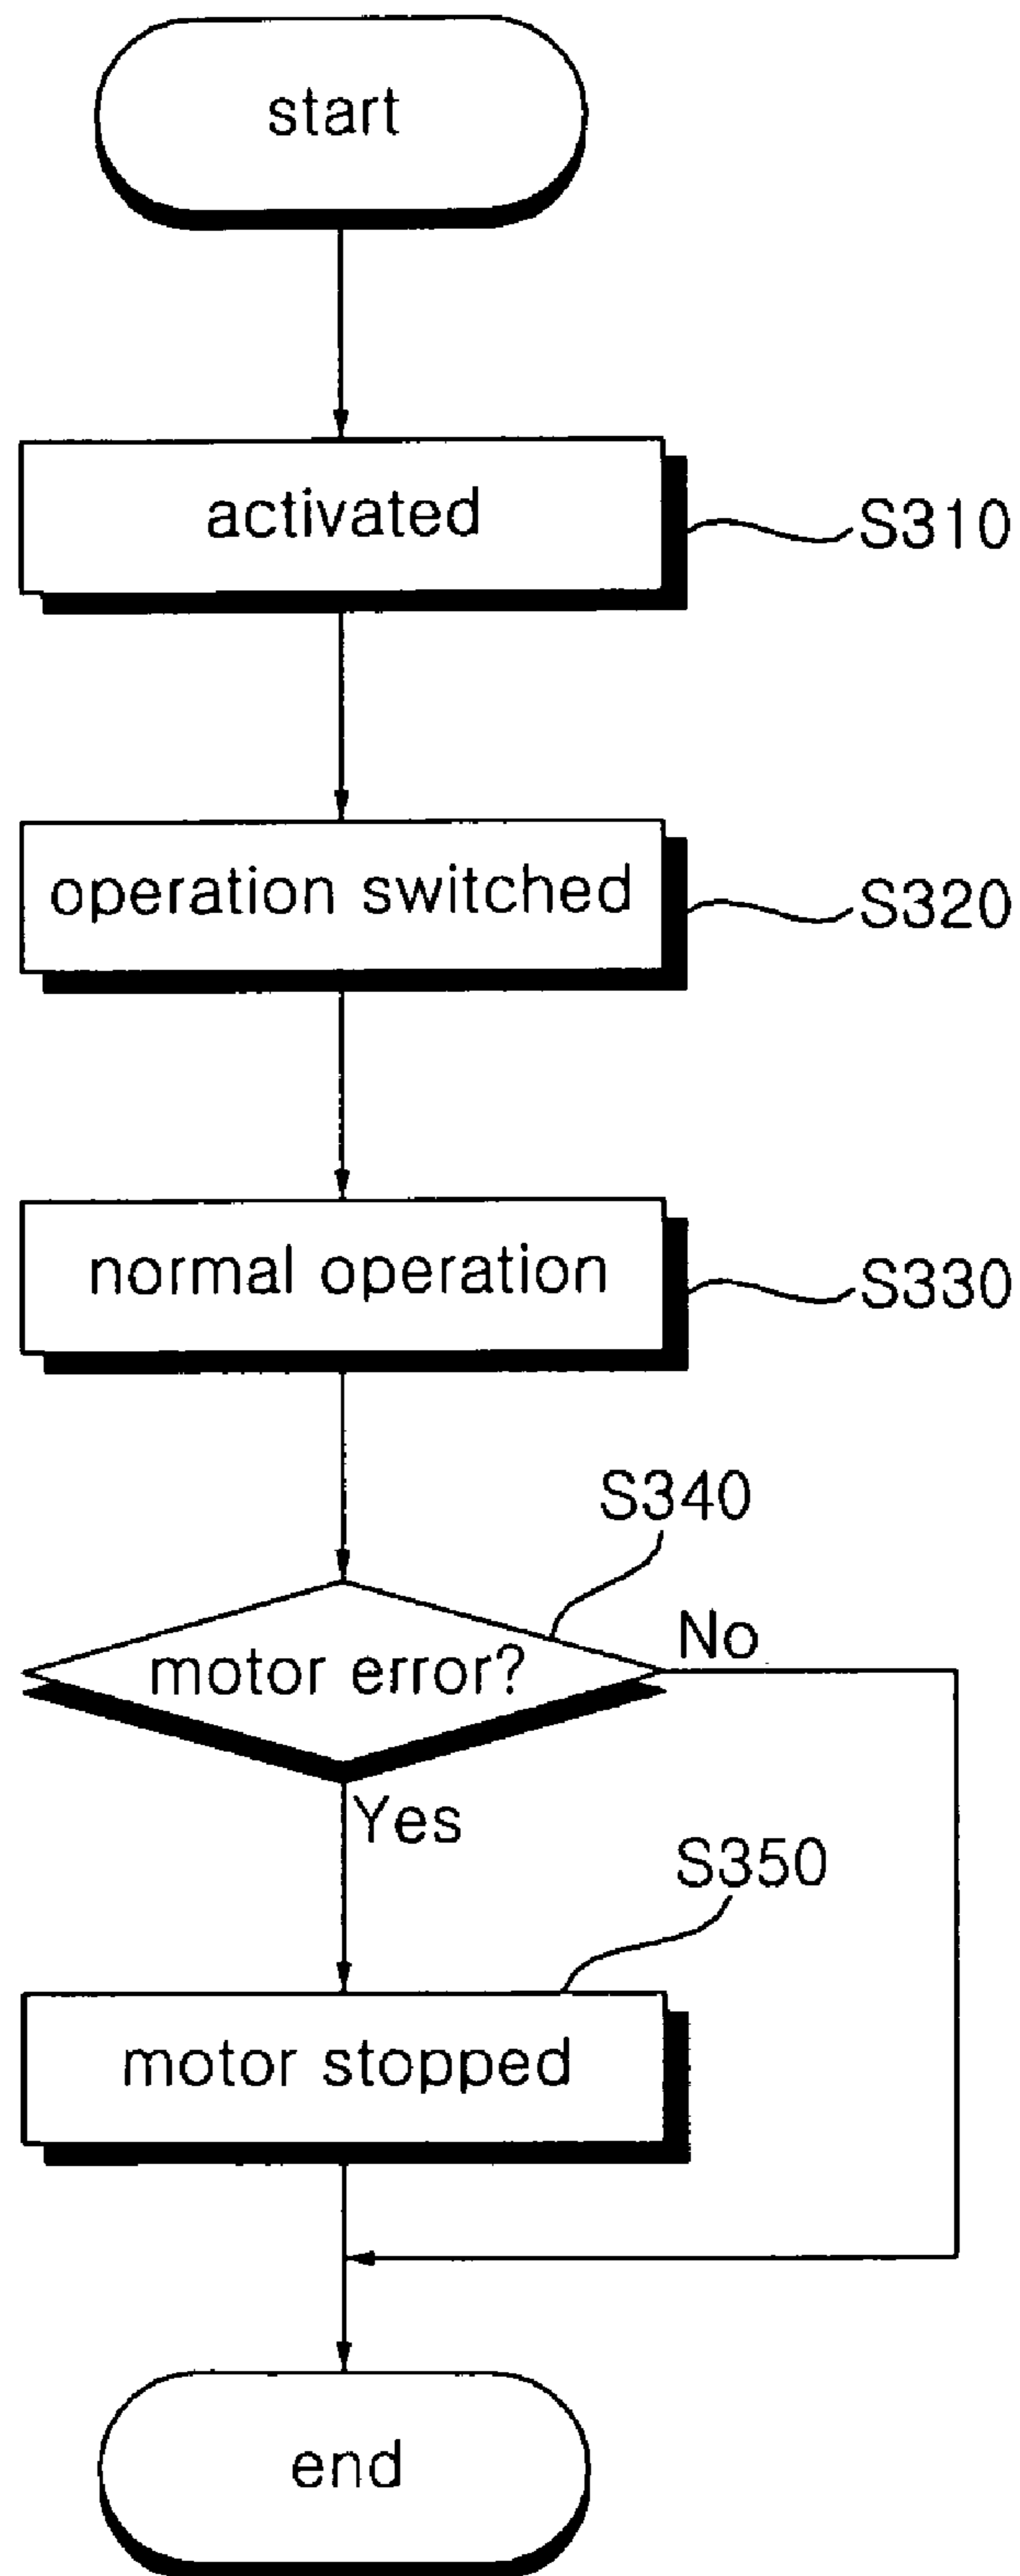 start
activated
S310
operation switched
S320
normal operation
S330
S340
motor error?
No
Yes
S350
motor stopped
end